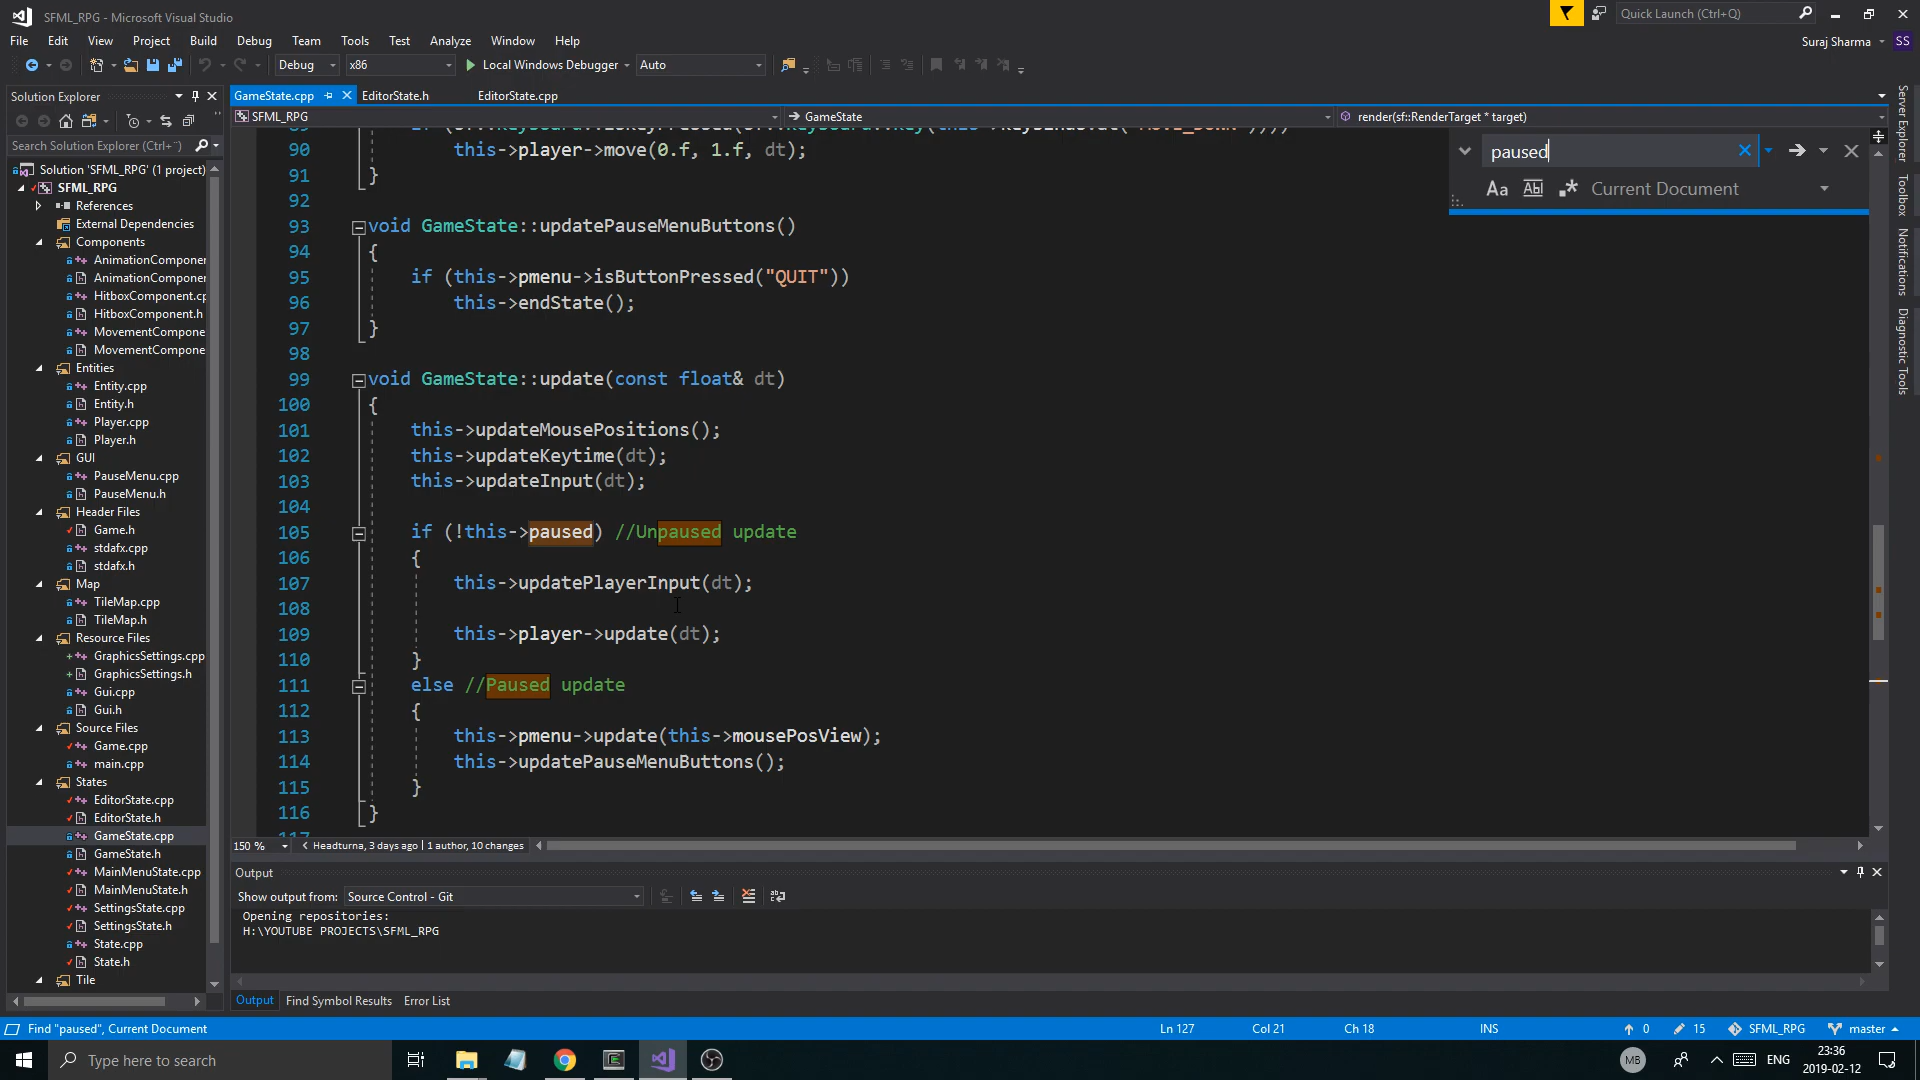 SFML_RPG - Microsoft Visual Studio
Quick Launch (Ctrl+Q)
File Edit View Project Build Debug Team Tools Test Analyze Window Help
Suraj Sharma SS
Debug x86 Local Windows Debugger Auto
Solution Explorer
GameState.cpp EditorState.h EditorState.cpp
SFML_RPG GameState render(sf::RenderTarget * target)
Search Solution Explorer (Ctrl+¨)
Solution 'SFML_RPG' (1 project)
SFML_RPG
References
External Dependencies
Components
AnimationComponen
AnimationComponen
HitboxComponent.cp
HitboxComponent.h
MovementCompone
MovementCompone
Entities
Entity.cpp
Entity.h
Player.cpp
Player.h
GUI
PauseMenu.cpp
PauseMenu.h
Header Files
Game.h
stdafx.cpp
stdafx.h
Map
TileMap.cpp
TileMap.h
Resource Files
GraphicsSettings.cpp
GraphicsSettings.h
Gui.cpp
Gui.h
Source Files
Game.cpp
main.cpp
States
EditorState.cpp
EditorState.h
GameState.cpp
GameState.h
MainMenuState.cpp
MainMenuState.h
SettingsState.cpp
SettingsState.h
State.cpp
State.h
Tile
90 this->player->move(0.f, 1.f, dt);
91 }
92
93 void GameState::updatePauseMenuButtons()
94 {
95 if (this->pmenu->isButtonPressed("QUIT"))
96 this->endState();
97 }
98
99 void GameState::update(const float& dt)
100 {
101 this->updateMousePositions();
102 this->updateKeytime(dt);
103 this->updateInput(dt);
104
105 if (!this->paused) //Unpaused update
106 {
107 this->updatePlayerInput(dt);
108
109 this->player->update(dt);
110 }
111 else //Paused update
112 {
113 this->pmenu->update(this->mousePosView);
114 this->updatePauseMenuButtons();
115 }
116 }
paused
Aa Abl .* Current Document
Server Explorer
Toolbox
Notifications
Diagnostic Tools
150 % Headturna, 3 days ago | 1 author, 10 changes
Output
Show output from: Source Control - Git
Opening repositories:
H:\YOUTUBE PROJECTS\SFML_RPG
Output Find Symbol Results Error List
Find "paused", Current Document Ln 127 Col 21 Ch 18 INS 0 15 SFML_RPG master
Type here to search
MB
ENG
23:36
2019-02-12